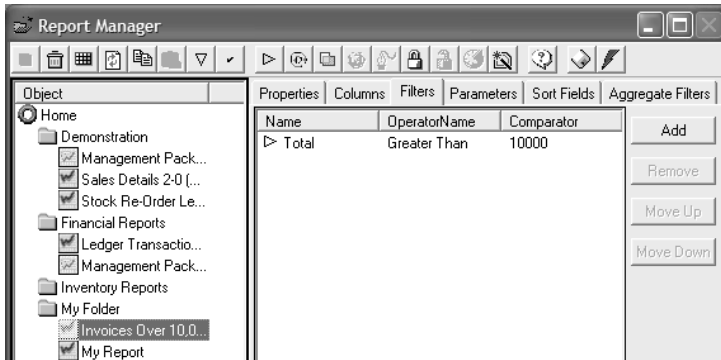 Report Manager
Object
Properties Columns Filters Parameters Sort Fields Aggregate Filters
Home
Demonstration
Management Pack...
Sales Details 2-0 (...
Stock Re-Order Le...
Financial Reports
Ledger Transactio...
Management Pack...
Inventory Reports
My Folder
Invoices Over 10,0...
My Report
Name OperatorName Comparator
Total Greater Than 10000
Add
Remove
Move Up
Move Down